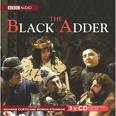 BBC AUDIO
THE
BLACK ADDER
3 x CD
RICHARD CURTIS AND ROWAN ATKINSON